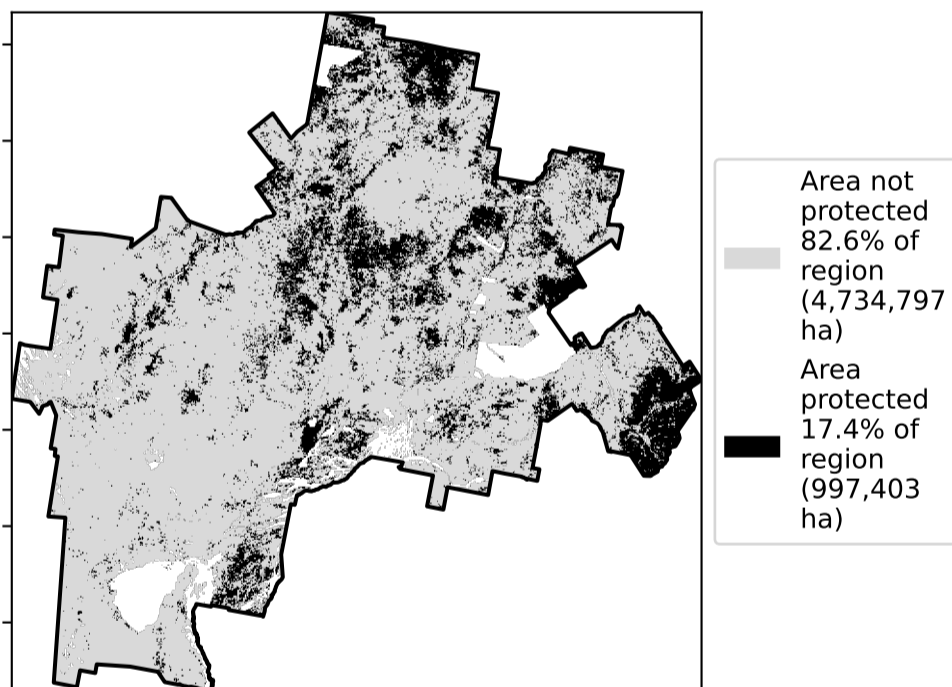 Area not
protected
82.6% of
region
(4,734,797
ha)
Area
protected
17.4% of
region
(997,403
ha)